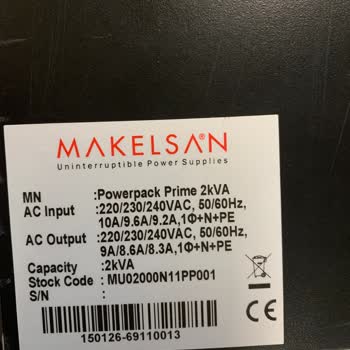 MAKELSAN®
Uninterruptible Power Supplies
MN :Powerpack Prime 2kVA
AC Input :220/230/240VAC, 50/60Hz,
10A/9.6A/9.2A,1Φ+N+PE
AC Output :220/230/240VAC, 50/60Hz,
9A/8.6A/8.3A,1Φ+N+PE
Capacity :2kVA
Stock Code : MU02000N11PP001
S/N :
CE
150126-69110013